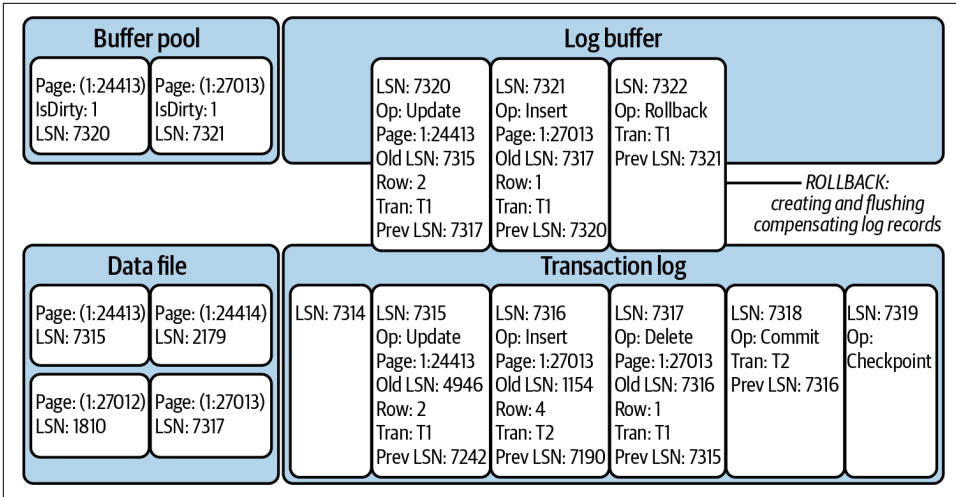 Buffer pool
Page: (1:24413)
IsDirty: 1
LSN: 7320
Page: (1:27013)
IsDirty: 1
LSN: 7321
Log buffer
LSN: 7320
Op: Update
Page: 1:24413
Old LSN: 7315
Row: 2
Tran: T1
Prev LSN: 7317
LSN: 7321
Op: Insert
Page: 1:27013
Old LSN: 7317
Row: 1
Tran: T1
Prev LSN: 7320
LSN: 7322
Op: Rollback
Tran: T1
Prev LSN: 7321
ROLLBACK:
creating and flushing
compensating log records
Data file
Page: (1:24413)
LSN: 7315
Page: (1:24414)
LSN: 2179
Page: (1:27012)
LSN: 1810
Page: (1:27013)
LSN: 7317
Transaction log
LSN: 7314
LSN: 7315
Op: Update
Page: 1:24413
Old LSN: 4946
Row: 2
Tran: T1
Prev LSN: 7242
LSN: 7316
Op: Insert
Page: 1:27013
Old LSN: 1154
Row: 4
Tran: T2
Prev LSN: 7190
LSN: 7317
Op: Delete
Page: 1:27013
Old LSN: 7316
Row: 1
Tran: T1
Prev LSN: 7315
LSN: 7318
Op: Commit
Tran: T2
Prev LSN: 7316
LSN: 7319
Op:
Checkpoint